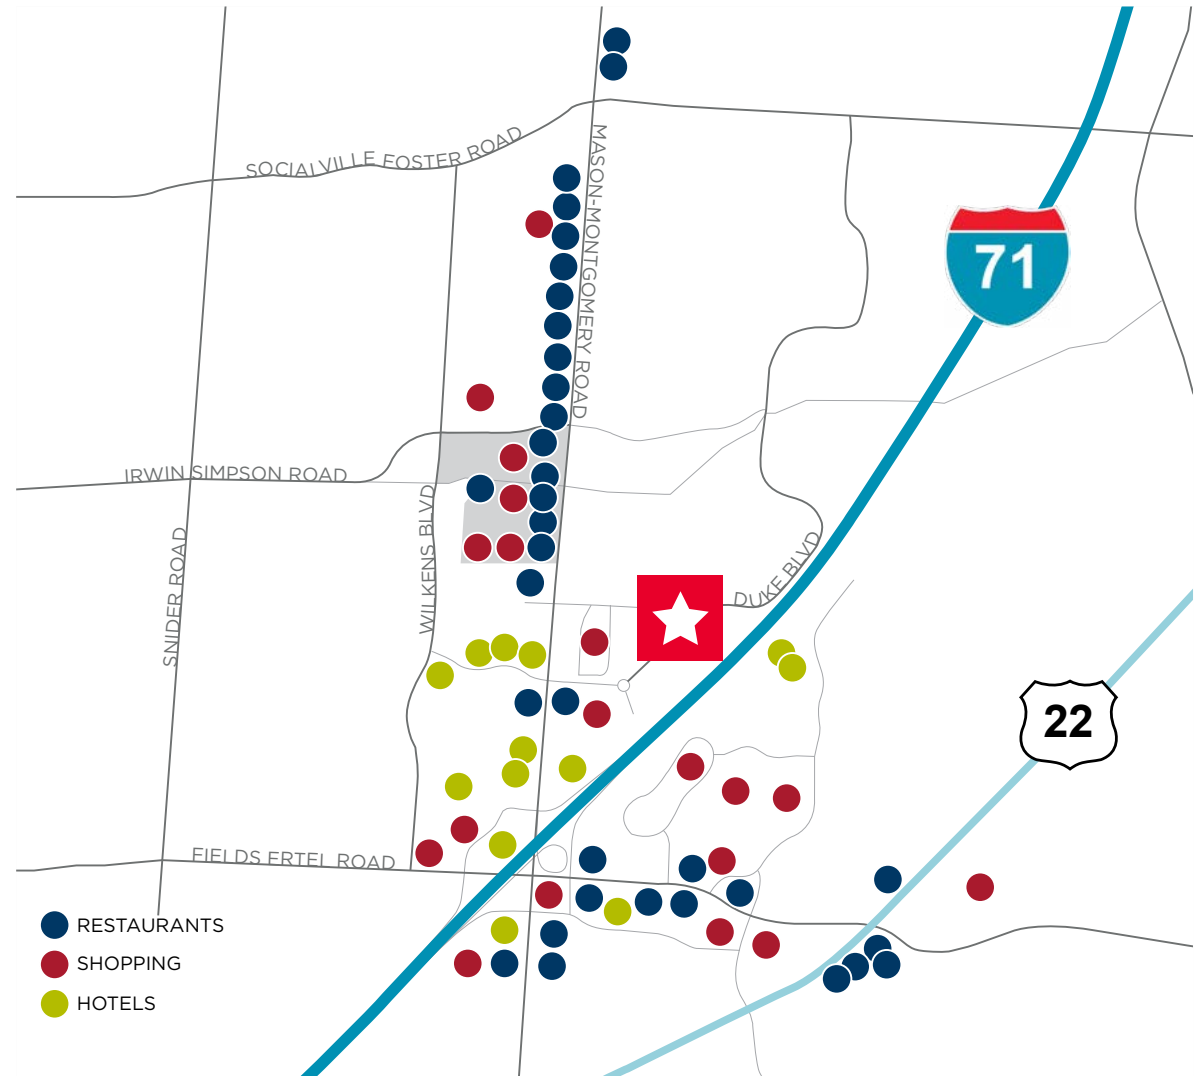 SOCIALVILLE FOSTER ROAD
MASON-MONTGOMERY ROAD
71
IRWIN SIMPSON ROAD
WILKENS BLVD
SNIDER ROAD
DUKE BLVD
22
FIELDS ERTEL ROAD
RESTAURANTS
SHOPPING
HOTELS